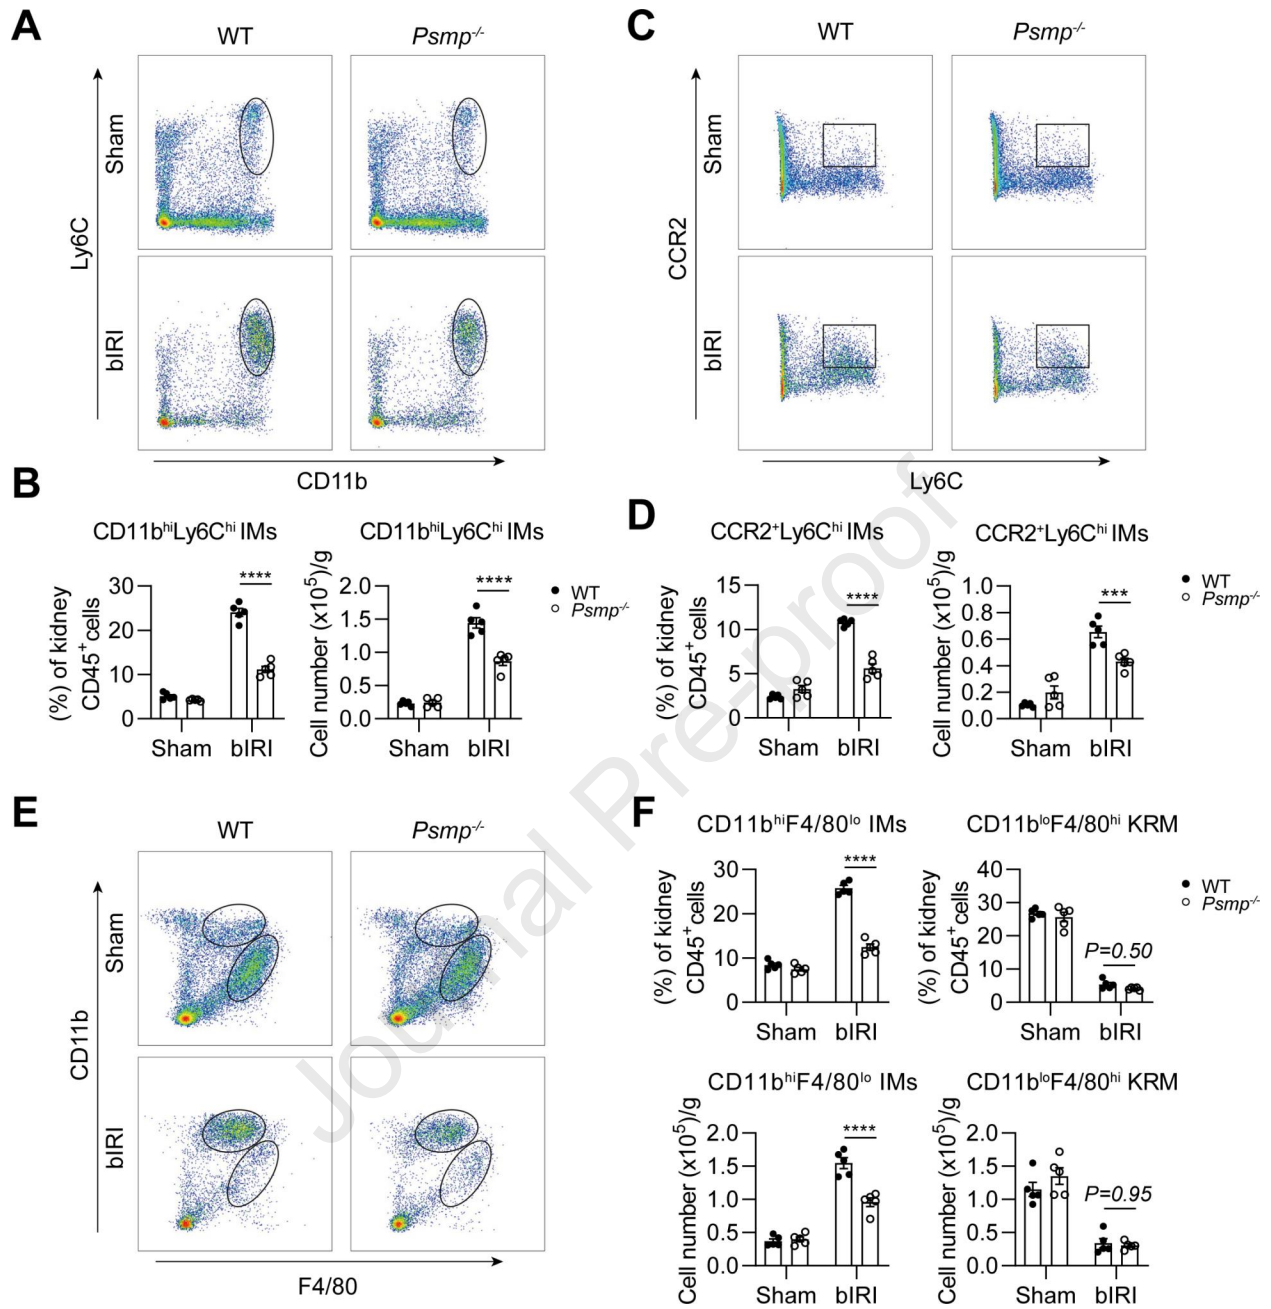 A
WT
Psmp-/-
Sham
Ly6C
bIRI
CD11b
C
WT
Psmp-/-
Sham
CCR2
bIRI
Ly6C
B
CD11bhiLy6Chi IMs
(%) of kidney
CD45+cells
30
20
10
0
****
Sham
bIRI
CD11bhiLy6Chi IMs
Cell number (x105)/g
2.0
1.5
1.0
0.5
0.0
****
Sham
bIRI
WT
Psmp-/-
D
CCR2+Ly6Chi IMs
(%) of kidney
CD45+cells
15
10
5
0
****
Sham
bIRI
CCR2+Ly6Chi IMs
Cell number (x105)/g
1.0
0.8
0.6
0.4
0.2
0.0
***
Sham
bIRI
WT
Psmp-/-
E
WT
Psmp-/-
Sham
CD11b
bIRI
F4/80
F
CD11bhiF4/80lo IMs
(%) of kidney
CD45+cells
30
20
10
0
****
Sham
bIRI
CD11bloF4/80hi KRM
(%) of kidney
CD45+cells
40
30
20
10
0
P=0.50
Sham
bIRI
WT
Psmp-/-
CD11bhiF4/80lo IMs
Cell number (x105)/g
2.0
1.5
1.0
0.5
0.0
****
Sham
bIRI
CD11bloF4/80hi KRM
Cell number (x105)/g
2.0
1.5
1.0
0.5
0.0
P=0.95
Sham
bIRI
Journal Pre-proof